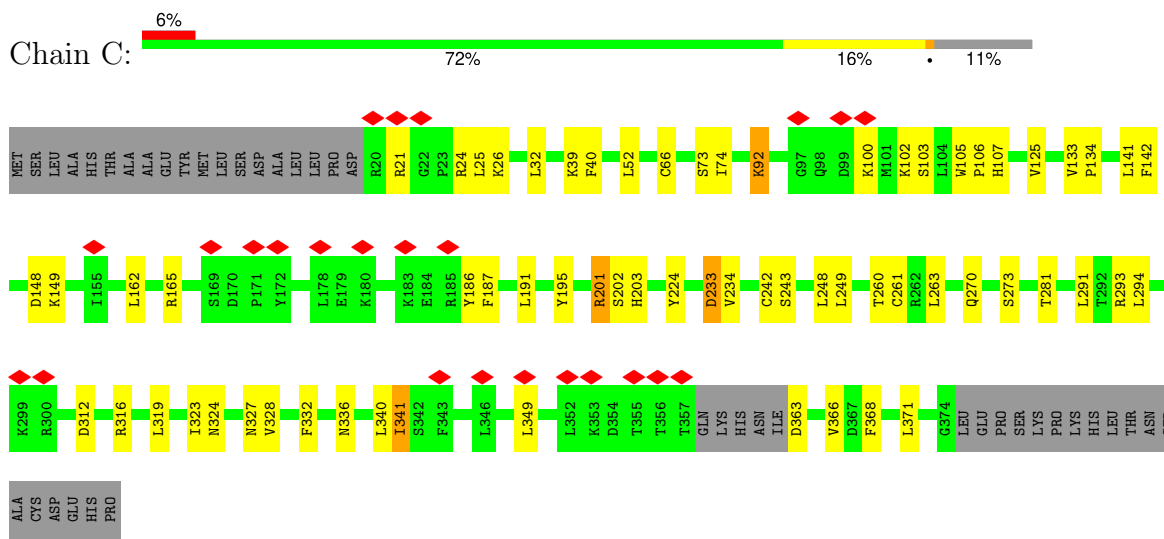 6%
Chain C:
72% 16% • 11%
MET SER LEU ALA HIS THR ALA ALA GLU TYR MET LEU SER ASP ALA LEU LEU PRO ASP R20 R21 G22 P23 R24 L25 K26 L32 K39 F40 L52 C66 S73 I74 K92 G97 Q98 D99 K100 M101 K102 S103 L104 W105 P106 H107 V125 V133 P134 L141 F142
D148 K149 I155 L162 R165 S169 D170 P171 Y172 L178 E179 K180 K183 E184 R185 Y186 F187 L191 Y195 R201 S202 H203 Y224 D233 V234 C242 S243 L248 L249 T260 C261 R262 L263 Q270 S273 T281 L291 T292 R293 L294
K299 R300 D312 R316 L319 I323 N324 N327 V328 F332 N336 L340 I341 S342 F343 L346 L349 L352 K353 D354 T355 T356 T357 GLN LYS HIS ASN ILE D363 V366 D367 F368 L371 G374 LEU GLU PRO SER LYS PRO LYS HIS LEU THR ASN
ALA CYS ASP GLU HIS PRO